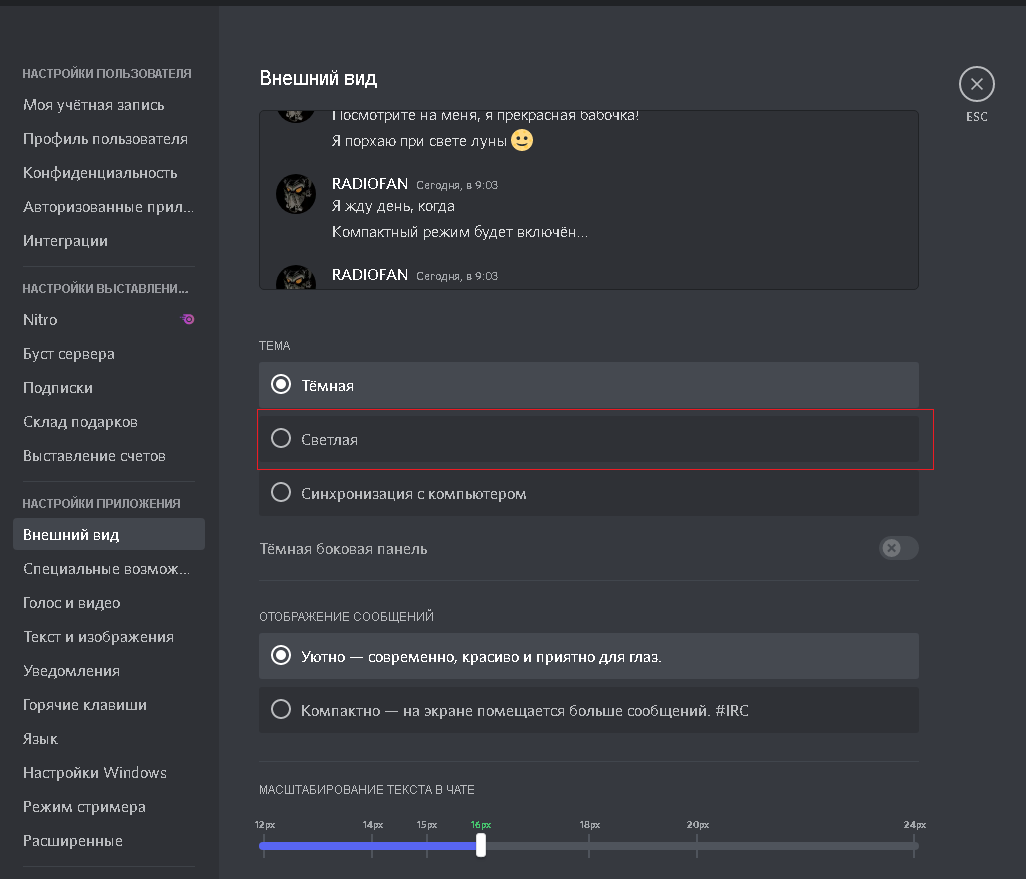 НАСТРОЙКИ ПОЛЬЗОВАТЕЛЯ
Моя учётная запись
Профиль пользователя
Конфиденциальность
Авторизованные прил...
Интеграции
НАСТРОЙКИ ВЫСТАВЛЕНИ...
Nitro
Буст сервера
Подписки
Склад подарков
Выставление счетов
НАСТРОЙКИ ПРИЛОЖЕНИЯ
Внешний вид
Специальные возмож...
Голос и видео
Текст и изображения
Уведомления
Горячие клавиши
Язык
Настройки Windows
Режим стримера
Расширенные
Внешний вид
ESC
Посмотрите на меня, я прекрасная бабочка!
Я порхаю при свете луны 🙂
RADIOFAN Сегодня, в 9:03
Я жду день, когда
Компактный режим будет включён...
RADIOFAN Сегодня, в 9:03
ТЕМА
Тёмная
Светлая
Синхронизация с компьютером
Тёмная боковая панель
ОТОБРАЖЕНИЕ СООБЩЕНИЙ
Уютно — современно, красиво и приятно для глаз.
Компактно — на экране помещается больше сообщений. #IRC
МАСШТАБИРОВАНИЕ ТЕКСТА В ЧАТЕ
12px 14px 15px 16px 18px 20px 24px